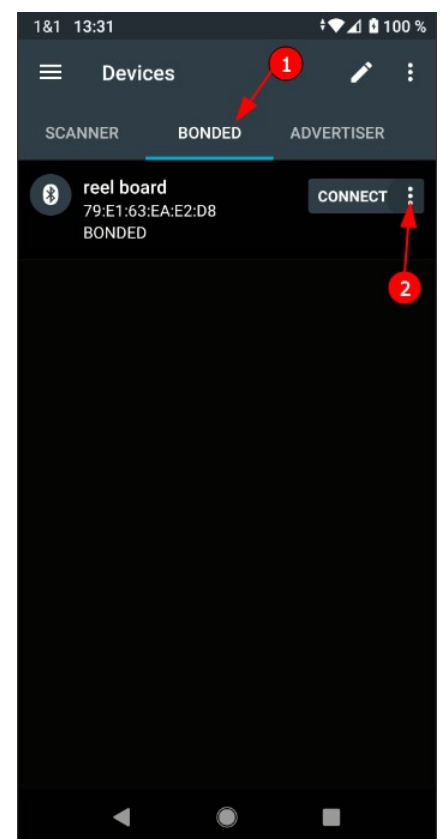 1&1 13:31 100 %
Devices
1
SCANNER BONDED ADVERTISER
reel board
79:E1:63:EA:E2:D8
BONDED
CONNECT
2